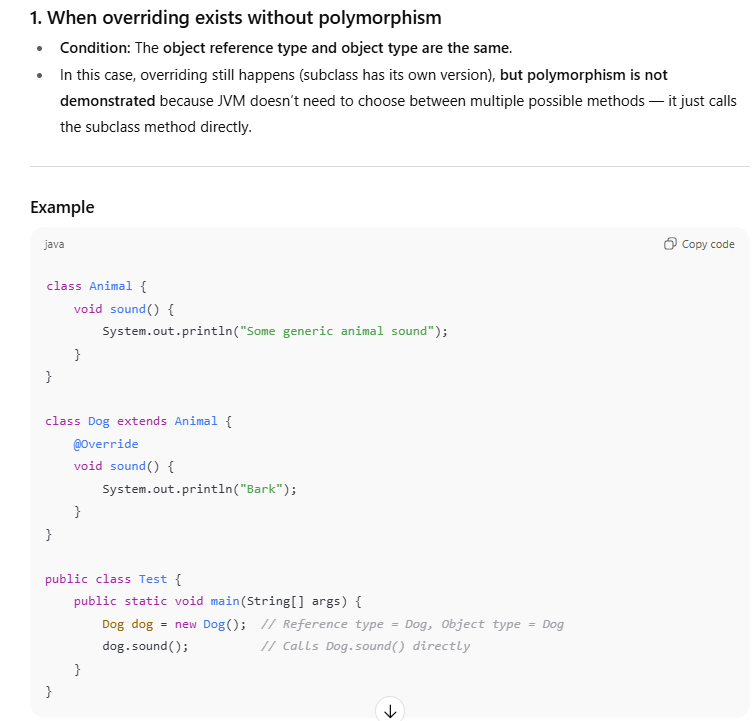 1. When overriding exists without polymorphism
• Condition: The object reference type and object type are the same.
• In this case, overriding still happens (subclass has its own version), but polymorphism is not
demonstrated because JVM doesn’t need to choose between multiple possible methods — it just calls
the subclass method directly.
Example
java
Copy code
class Animal {
    void sound() {
        System.out.println("Some generic animal sound");
    }
}
class Dog extends Animal {
    @Override
    void sound() {
        System.out.println("Bark");
    }
}
public class Test {
    public static void main(String[] args) {
        Dog dog = new Dog();  // Reference type = Dog, Object type = Dog
        dog.sound();          // Calls Dog.sound() directly
    }
}